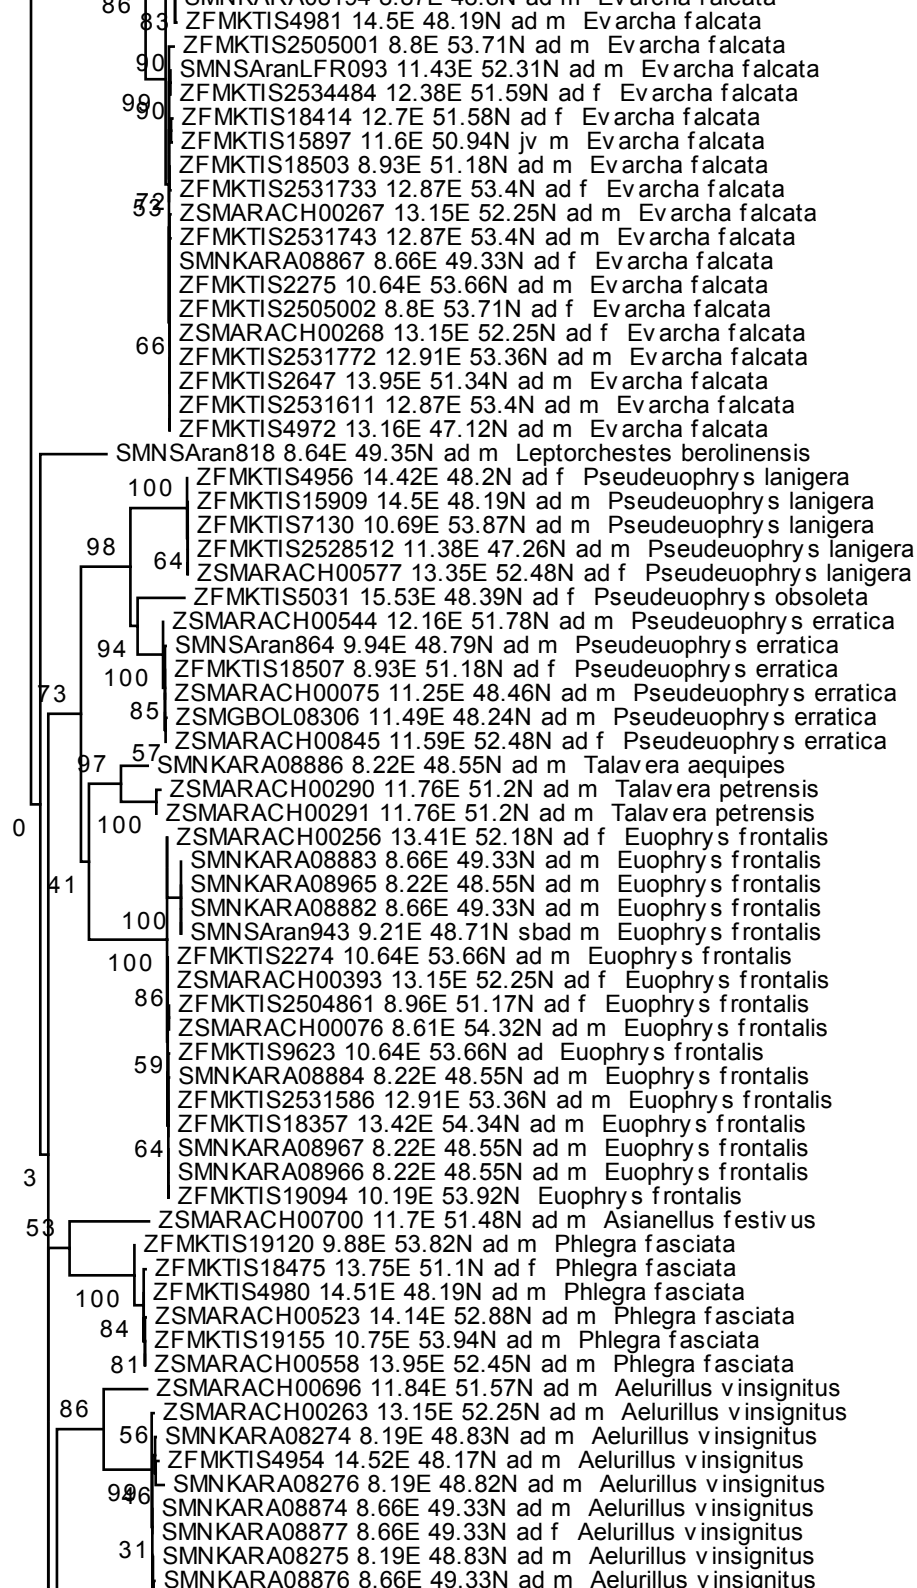 86
ZFMKTIS4981 14.5E 48.19N ad m Evarcha falcata
83
ZFMKTIS2505001 8.8E 53.71N ad m Evarcha falcata
90
SMNSAranLFR093 11.43E 52.31N ad m Evarcha falcata
ZFMKTIS2534484 12.38E 51.59N ad f Evarcha falcata
99
90
ZFMKTIS18414 12.7E 51.58N ad f Evarcha falcata
ZFMKTIS15897 11.6E 50.94N jv m Evarcha falcata
ZFMKTIS18503 8.93E 51.18N ad m Evarcha falcata
ZFMKTIS2531733 12.87E 53.4N ad f Evarcha falcata
72
53
ZSMARACH00267 13.15E 52.25N ad m Evarcha falcata
ZFMKTIS2531743 12.87E 53.4N ad m Evarcha falcata
SMNKARA08867 8.66E 49.33N ad f Evarcha falcata
ZFMKTIS2275 10.64E 53.66N ad m Evarcha falcata
ZFMKTIS2505002 8.8E 53.71N ad f Evarcha falcata
ZSMARACH00268 13.15E 52.25N ad f Evarcha falcata
66
ZFMKTIS2531772 12.91E 53.36N ad m Evarcha falcata
ZFMKTIS2647 13.95E 51.34N ad m Evarcha falcata
ZFMKTIS2531611 12.87E 53.4N ad m Evarcha falcata
ZFMKTIS4972 13.16E 47.12N ad m Evarcha falcata
SMNSAran818 8.64E 49.35N ad m Leptorchestes berolinensis
ZFMKTIS4956 14.42E 48.2N ad f Pseudeuophrys lanigera
100
ZFMKTIS15909 14.5E 48.19N ad m Pseudeuophrys lanigera
ZFMKTIS7130 10.69E 53.87N ad m Pseudeuophrys lanigera
98
ZFMKTIS2528512 11.38E 47.26N ad m Pseudeuophrys lanigera
64
ZSMARACH00577 13.35E 52.48N ad f Pseudeuophrys lanigera
ZFMKTIS5031 15.53E 48.39N ad f Pseudeuophrys obsoleta
ZSMARACH00544 12.16E 51.78N ad m Pseudeuophrys erratica
94
SMNSAran864 9.94E 48.79N ad m Pseudeuophrys erratica
100
ZFMKTIS18507 8.93E 51.18N ad f Pseudeuophrys erratica
73
ZSMARACH00075 11.25E 48.46N ad m Pseudeuophrys erratica
85
ZSMGBOL08306 11.49E 48.24N ad m Pseudeuophrys erratica
ZSMARACH00845 11.59E 52.48N ad f Pseudeuophrys erratica
97
57
SMNKARA08886 8.22E 48.55N ad m Talavera aequipes
ZSMARACH00290 11.76E 51.2N ad m Talavera petrensis
0
100
ZSMARACH00291 11.76E 51.2N ad m Talavera petrensis
ZSMARACH00256 13.41E 52.18N ad f Euophrys frontalis
SMNKARA08883 8.66E 49.33N ad m Euophrys frontalis
41
SMNKARA08965 8.22E 48.55N ad m Euophrys frontalis
SMNKARA08882 8.66E 49.33N ad m Euophrys frontalis
100
SMNSAran943 9.21E 48.71N sbad m Euophrys frontalis
100
ZFMKTIS2274 10.64E 53.66N ad m Euophrys frontalis
ZSMARACH00393 13.15E 52.25N ad f Euophrys frontalis
86
ZFMKTIS2504861 8.96E 51.17N ad f Euophrys frontalis
ZSMARACH00076 8.61E 54.32N ad m Euophrys frontalis
ZFMKTIS9623 10.64E 53.66N ad Euophrys frontalis
59
SMNKARA08884 8.22E 48.55N ad m Euophrys frontalis
ZFMKTIS2531586 12.91E 53.36N ad m Euophrys frontalis
ZFMKTIS18357 13.42E 54.34N ad m Euophrys frontalis
64
SMNKARA08967 8.22E 48.55N ad m Euophrys frontalis
3
SMNKARA08966 8.22E 48.55N ad m Euophrys frontalis
ZFMKTIS19094 10.19E 53.92N Euophrys frontalis
53
ZSMARACH00700 11.7E 51.48N ad m Asianellus festivus
ZFMKTIS19120 9.88E 53.82N ad m Phlegra fasciata
ZFMKTIS18475 13.75E 51.1N ad f Phlegra fasciata
100
ZFMKTIS4980 14.51E 48.19N ad m Phlegra fasciata
84
ZSMARACH00523 14.14E 52.88N ad m Phlegra fasciata
ZFMKTIS19155 10.75E 53.94N ad m Phlegra fasciata
81
ZSMARACH00558 13.95E 52.45N ad m Phlegra fasciata
86
ZSMARACH00696 11.84E 51.57N ad m Aelurillus vinsignitus
ZSMARACH00263 13.15E 52.25N ad m Aelurillus vinsignitus
56
SMNKARA08274 8.19E 48.83N ad m Aelurillus vinsignitus
ZFMKTIS4954 14.52E 48.17N ad m Aelurillus vinsignitus
SMNKARA08276 8.19E 48.82N ad m Aelurillus vinsignitus
46
SMNKARA08874 8.66E 49.33N ad m Aelurillus vinsignitus
SMNKARA08877 8.66E 49.33N ad f Aelurillus vinsignitus
31
SMNKARA08275 8.19E 48.83N ad m Aelurillus vinsignitus
SMNKARA08876 8.66E 49.33N ad m Aelurillus vinsignitus